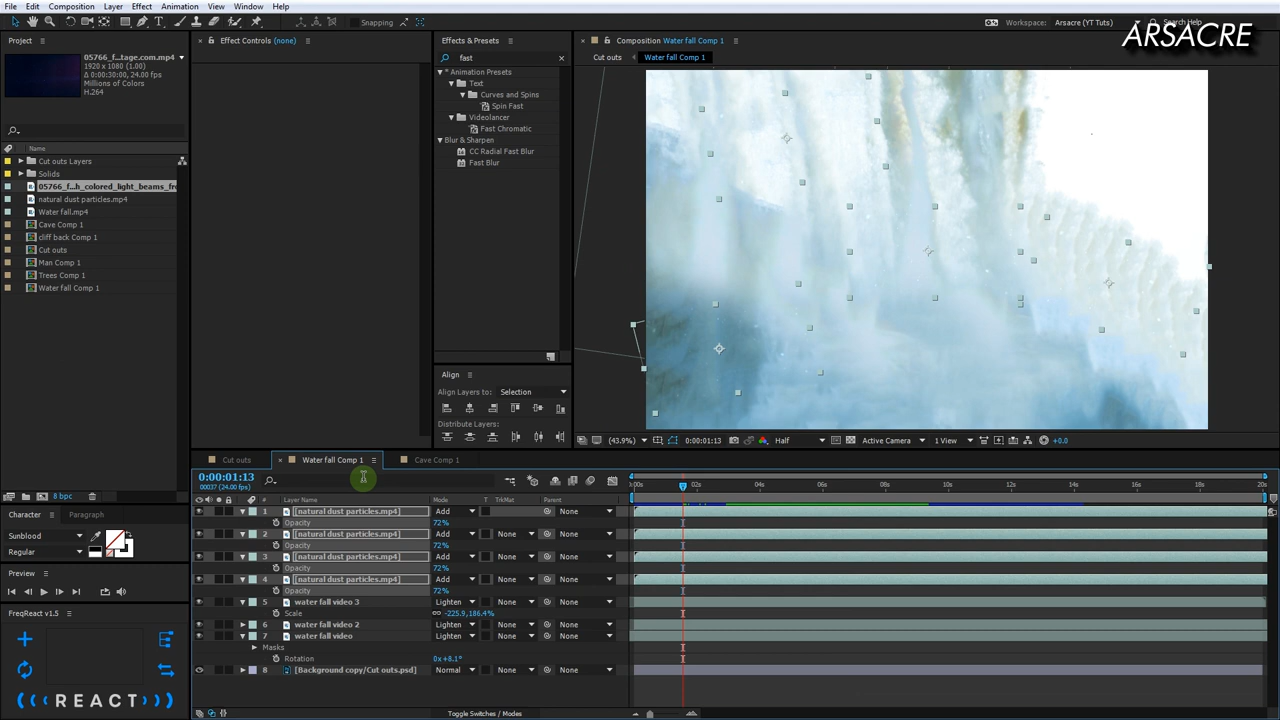 File Edit Composition Layer Effect Animation View Window Help
Snapping
Workspace: Arsacre (YT Tuts)
Search Help
ARSACRE
Project
05766_f...tage.com.mp4
1920 x 1080 (1.00)
Δ 0:00:30:00, 24.00 fps
Millions of Colors
H.264
Name
Cut outs Layers
Solids
05766_f...h_colored_light_beams_fr
natural dust particles.mp4
Water fall.mp4
Cave Comp 1
cliff back Comp 1
Cut outs
Man Comp 1
Trees Comp 1
Water fall Comp 1
8 bpc
Character Paragraph
Sunblood
Regular
Preview
FreqReact v1.5
REACT
Effect Controls (none)
Effects & Presets
fast
* Animation Presets
Text
Curves and Spins
Spin Fast
Videolancer
Fast Chromatic
Blur & Sharpen
CC Radial Fast Blur
Fast Blur
Align
Align Layers to: Selection
Distribute Layers:
Composition Water fall Comp 1
Cut outs Water fall Comp 1
(43.9%) 0:00:01:13 Half Active Camera 1 View +0.0
Cut outs Water fall Comp 1 Cave Comp 1
0:00:01:13
00037 (24.00 fps)
02s 04s 06s 08s 10s 12s 14s 16s 18s 20s
# Layer Name Mode T TrkMat Parent
1 [natural dust particles.mp4] Add None
Opacity 72%
2 [natural dust particles.mp4] Add None None
Opacity 72%
3 [natural dust particles.mp4] Add None None
Opacity 72%
4 [natural dust particles.mp4] Add None None
Opacity 72%
5 water fall video 3 Lighten None None
Scale -225.9,186.4%
6 water fall video 2 Lighten None None
7 water fall video Lighten None None
Masks
Rotation 0x+8.1°
8 [Background copy/Cut outs.psd] Normal None None
Toggle Switches / Modes